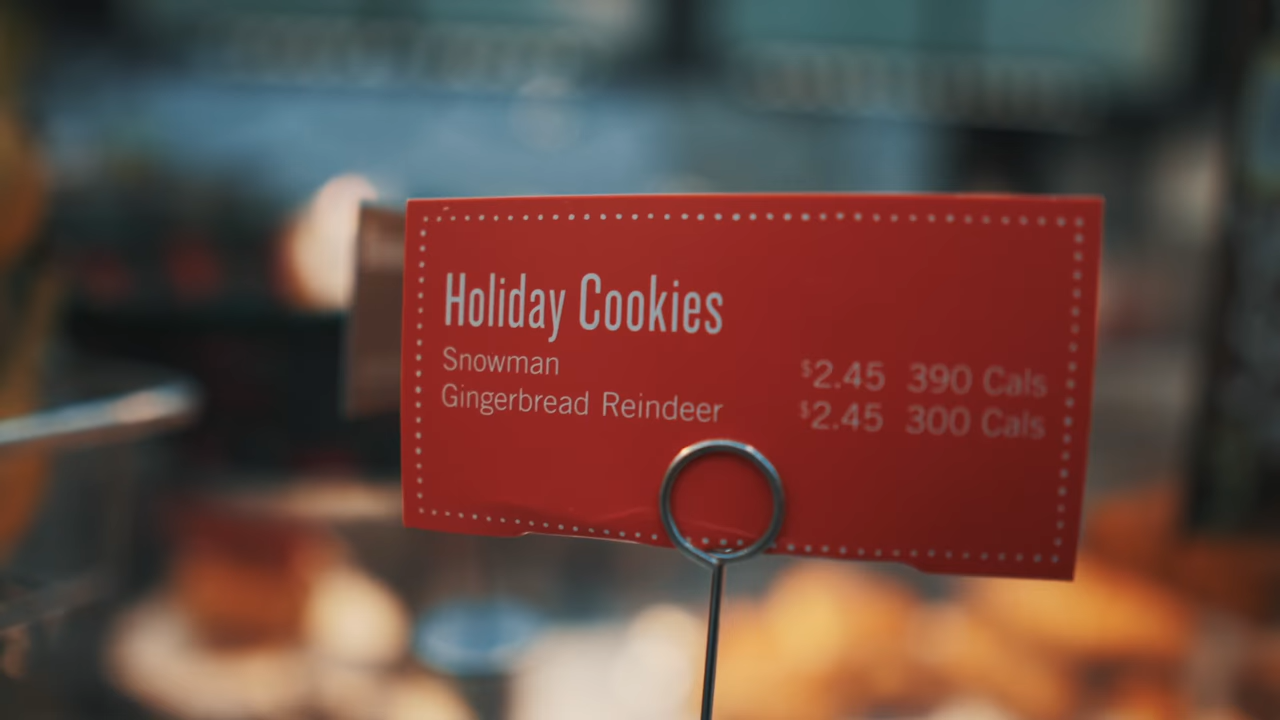 Holiday Cookies
Snowman $2.45 390 Cals
Gingerbread Reindeer $2.45 300 Cals